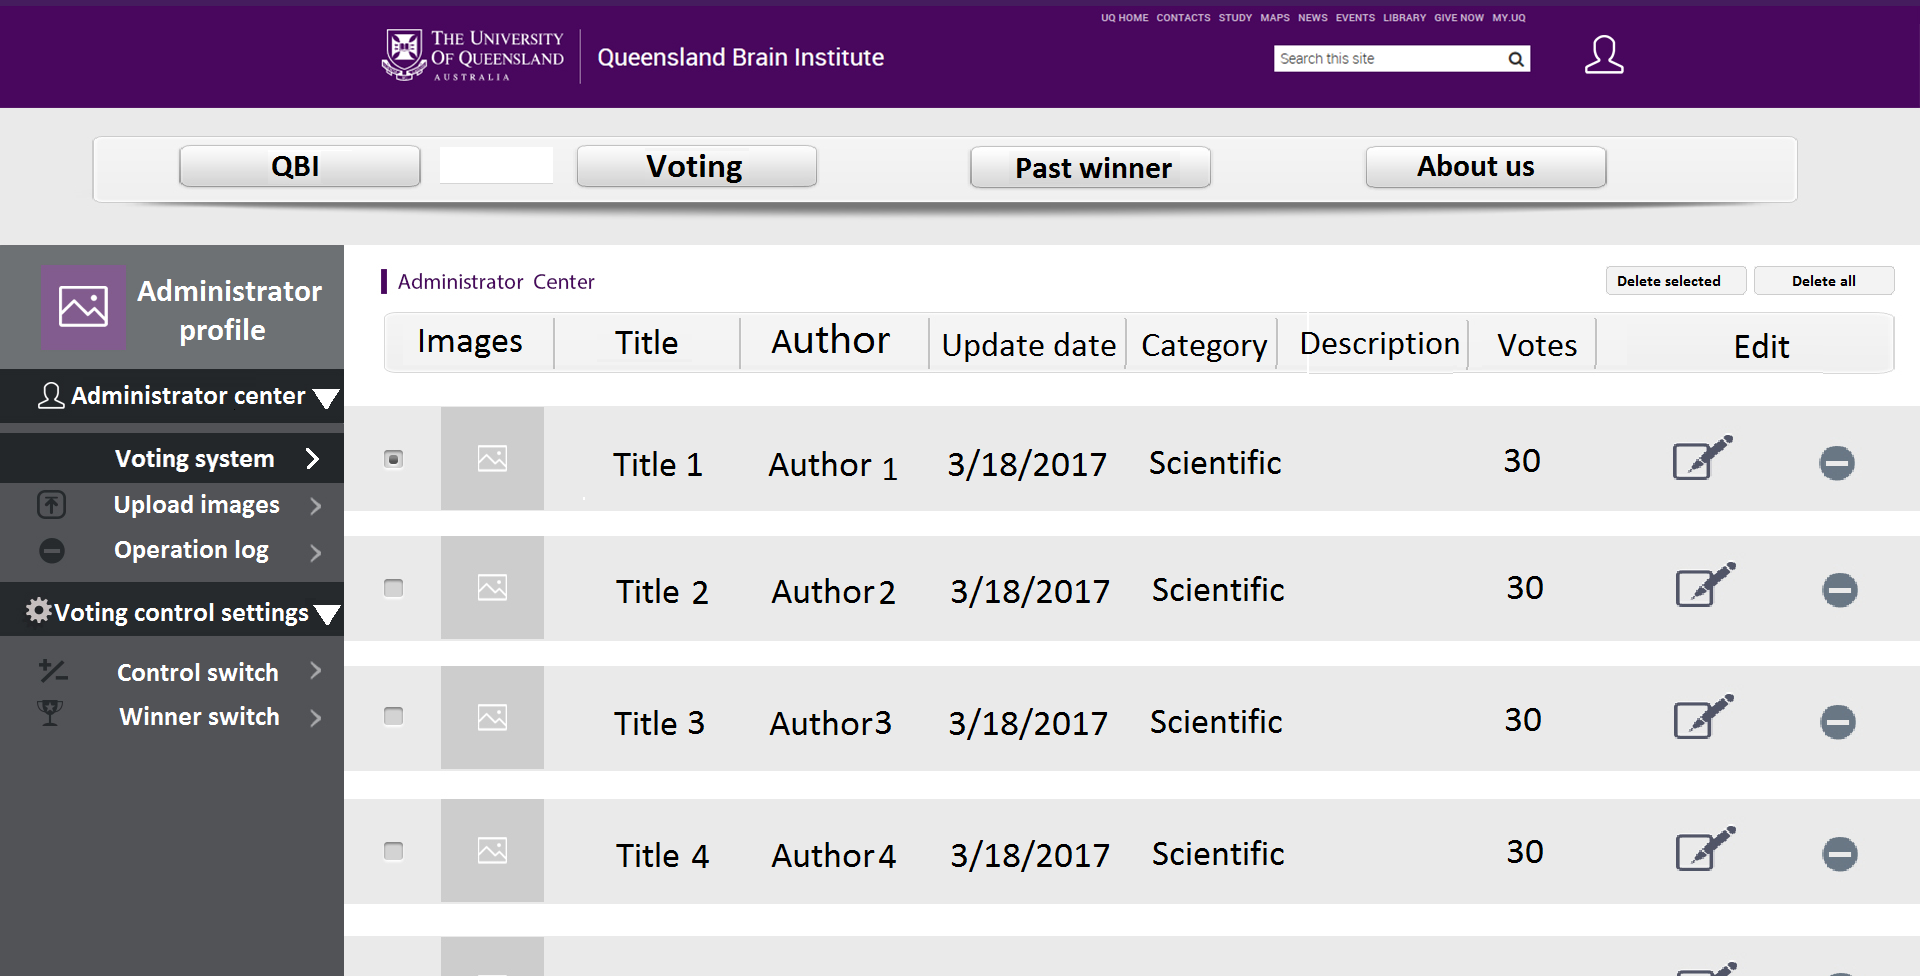 UQ HOME CONTACTS STUDY MAPS NEWS EVENTS LIBRARY GIVE NOW MY.UQ
THE UNIVERSITY
OF QUEENSLAND
AUSTRALIA
Queensland Brain Institute
Search this site
QBI Voting Past winner About us
Administrator
profile
Administrator center
Voting system
Upload images
Operation log
Voting control settings
Control switch
Winner switch
Administrator Center
Delete selected Delete all
Images Title Author Update date Category Description Votes Edit
Title 1 Author 1 3/18/2017 Scientific 30
Title 2 Author2 3/18/2017 Scientific 30
Title 3 Author3 3/18/2017 Scientific 30
Title 4 Author4 3/18/2017 Scientific 30